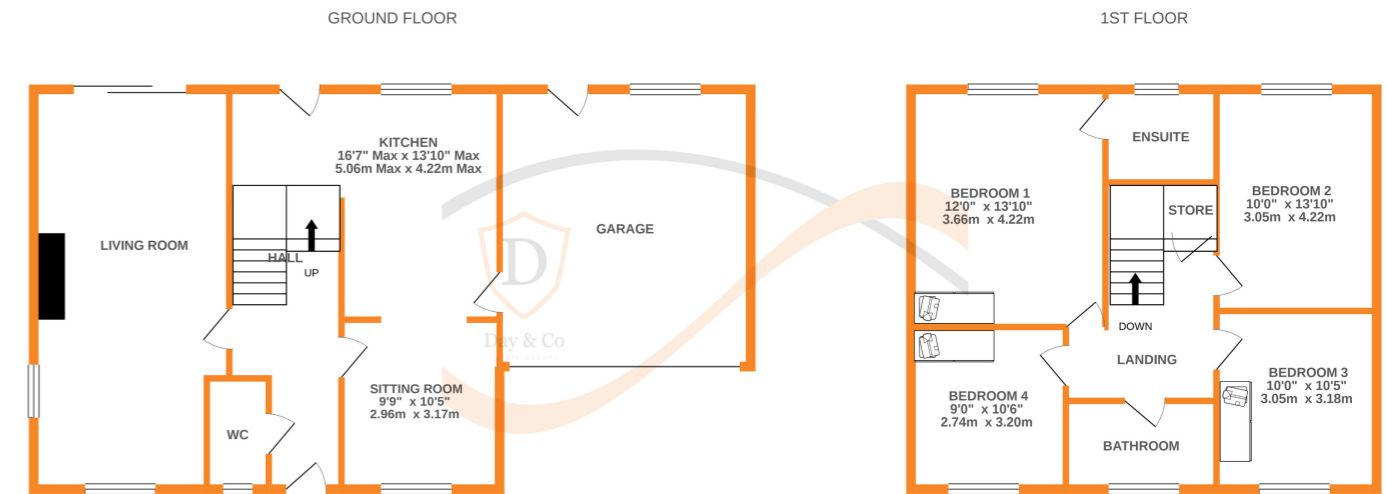 GROUND FLOOR
1ST FLOOR
KITCHEN
16'7" Max x 13'10" Max
5.06m Max x 4.22m Max
LIVING ROOM
HALL
UP
GARAGE
D
Day & Co
SITTING ROOM
9'9" x 10'5"
2.96m x 3.17m
WC
ENSUITE
BEDROOM 1
12'0" x 13'10"
3.66m x 4.22m
STORE
BEDROOM 2
10'0" x 13'10"
3.05m x 4.22m
DOWN
LANDING
BEDROOM 4
9'0" x 10'6"
2.74m x 3.20m
BATHROOM
BEDROOM 3
10'0" x 10'5"
3.05m x 3.18m